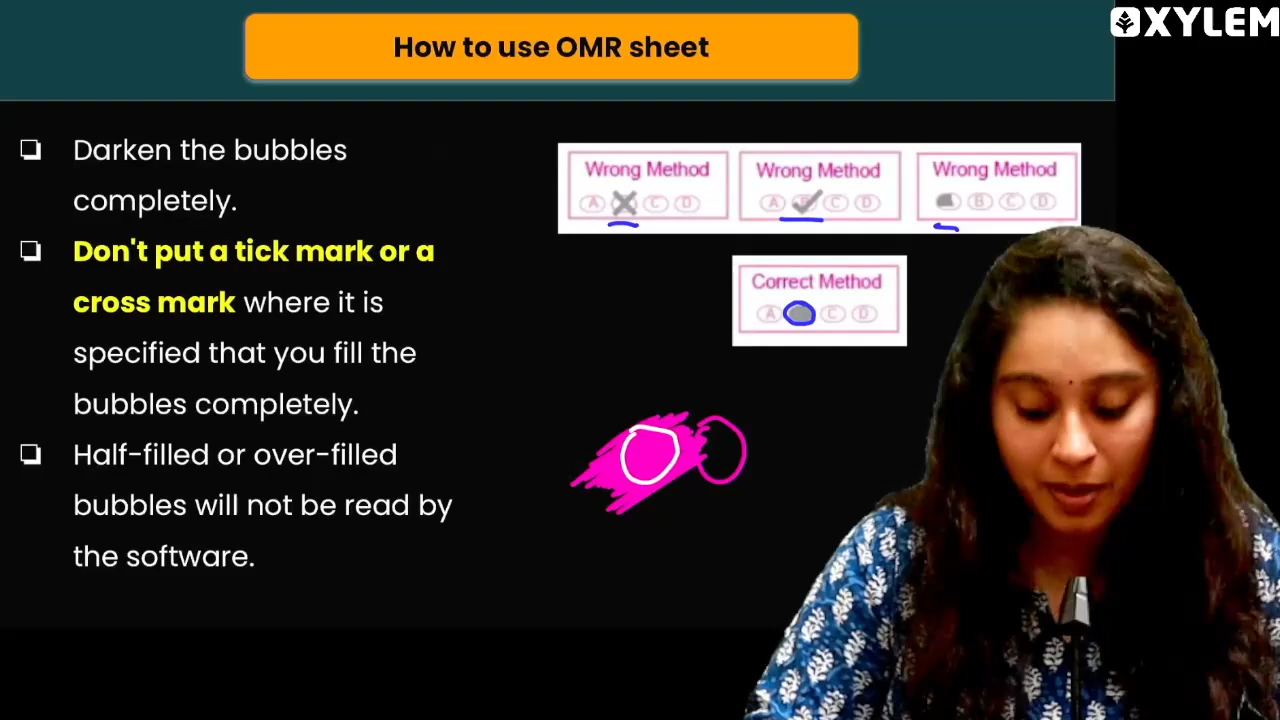 How to use OMR sheet
XYLEM
❏ Darken the bubbles
completely.
❏ Don't put a tick mark or a
cross mark where it is
specified that you fill the
bubbles completely.
❏ Half-filled or over-filled
bubbles will not be read by
the software.
Wrong Method
A C D
Wrong Method
A C D
Wrong Method
B C D
Correct Method
A C D